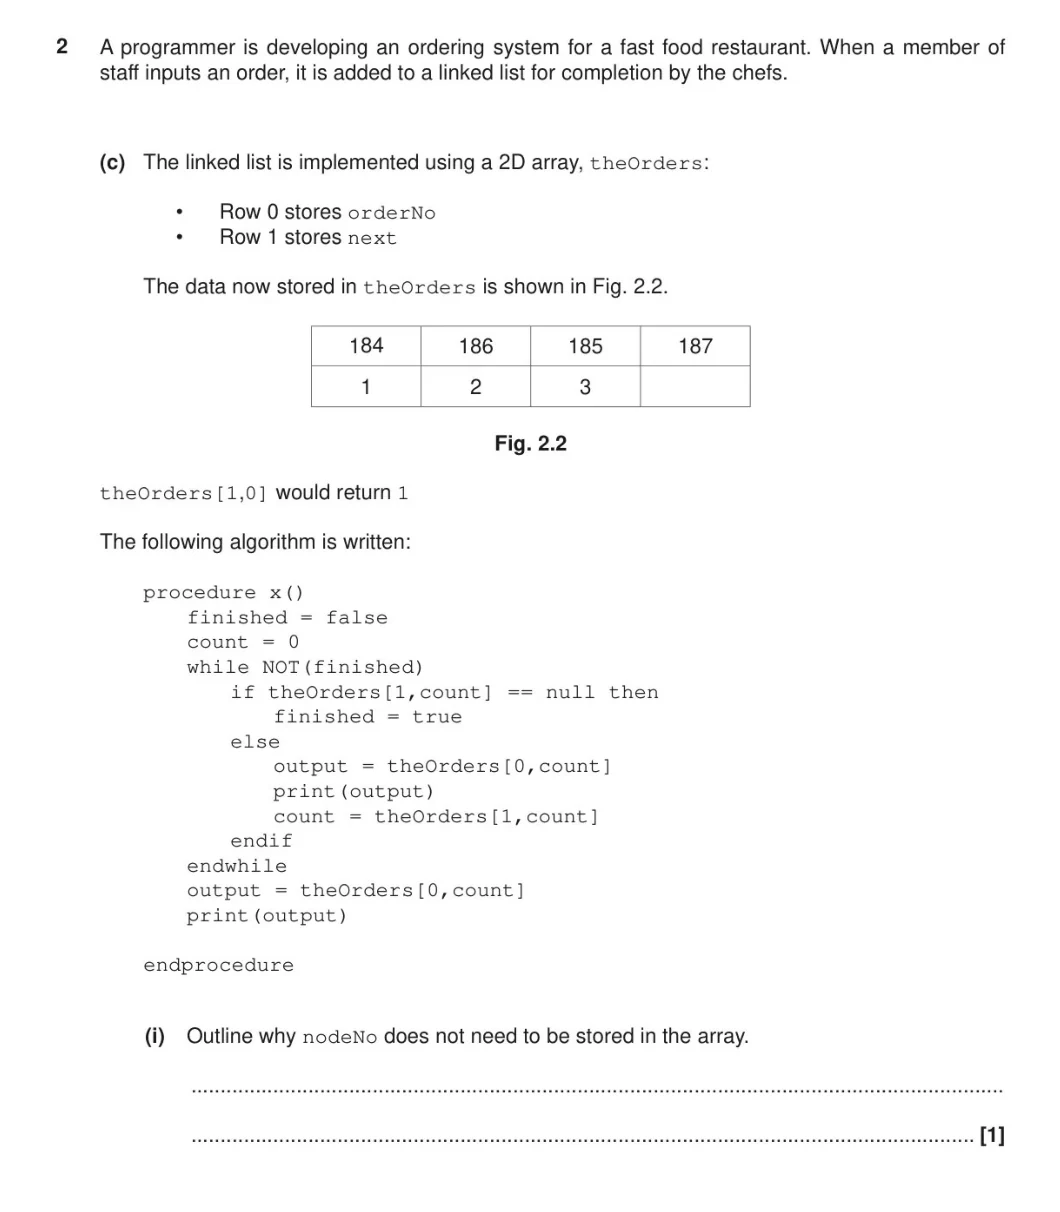 2 A programmer is developing an ordering system for a fast food restaurant. When a member of
staff inputs an order, it is added to a linked list for completion by the chefs.
(c) The linked list is implemented using a 2D array, theOrders:
• Row 0 stores orderNo
• Row 1 stores next
The data now stored in theOrders is shown in Fig. 2.2.
184 186 185 187
1 2 3
Fig. 2.2
theOrders[1,0] would return 1
The following algorithm is written:
procedure x()
finished = false
count = 0
while NOT(finished)
if theOrders[1,count] == null then
finished = true
else
output = theOrders[0,count]
print(output)
count = theOrders[1,count]
endif
endwhile
output = theOrders[0,count]
print(output)
endprocedure
(i) Outline why nodeNo does not need to be stored in the array.
[1]